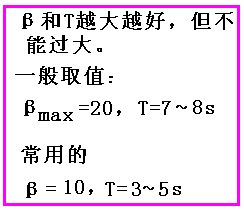 β和T越大越好，但不
能过大。
一般取值：
βmax=20，T=7~8s
常用的
β=10，T=3~5s